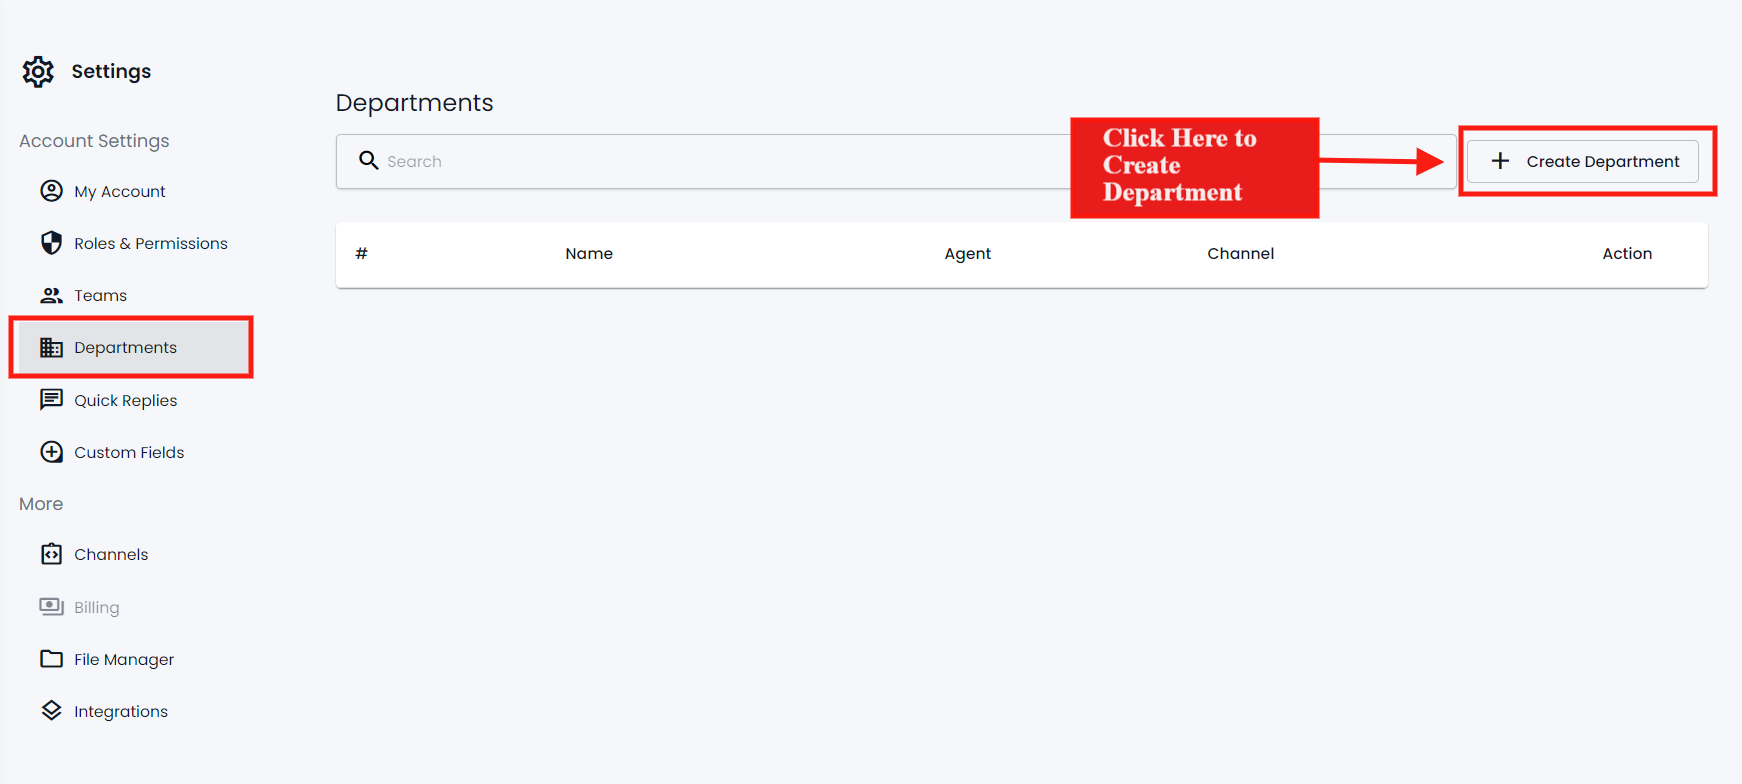 Settings
Account Settings
My Account
Roles & Permissions
Teams
Departments
Quick Replies
Custom Fields
More
Channels
Billing
File Manager
Integrations
Departments
Search
Click Here to
Create
Department
Create Department
# Name Agent Channel Action